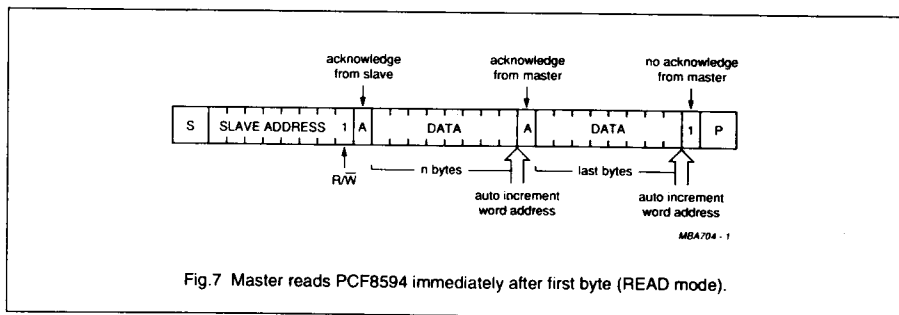 acknowledge
from slave
acknowledge
from master
no acknowledge
from master
S SLAVE ADDRESS 1 A DATA A DATA 1 P
R/W̅
n bytes
last bytes
auto increment
word address
auto increment
word address
MBA704 - 1
Fig.7 Master reads PCF8594 immediately after first byte (READ mode).